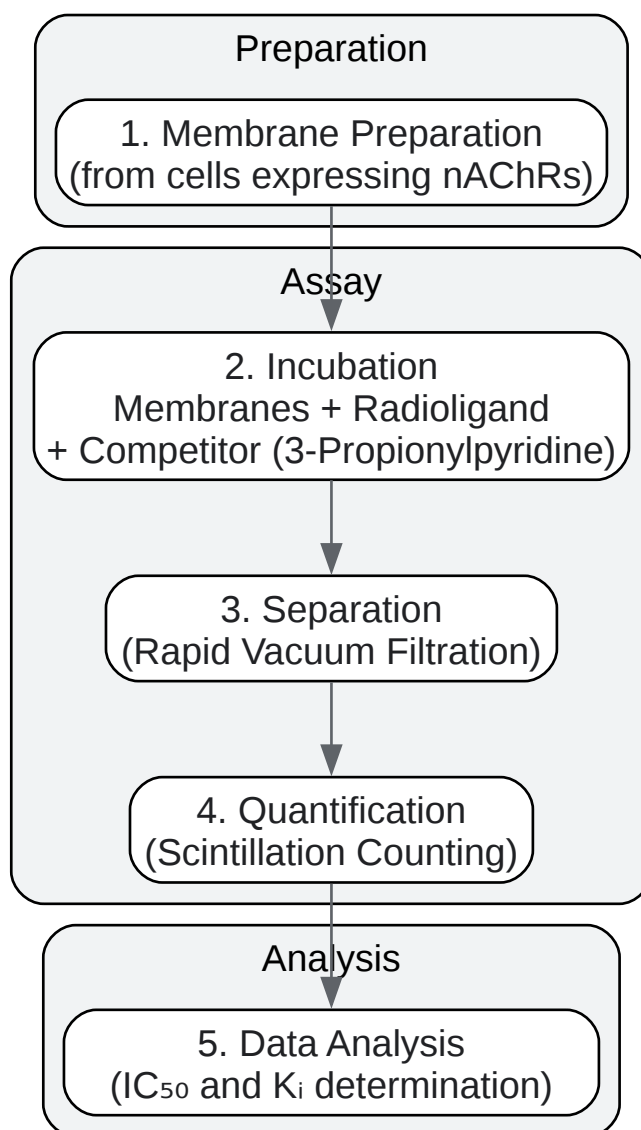 Preparation
1. Membrane Preparation
(from cells expressing nAChRs)
Assay
2. Incubation
Membranes + Radioligand
+ Competitor (3-Propionylpyridine)
3. Separation
(Rapid Vacuum Filtration)
4. Quantification
(Scintillation Counting)
Analysis
5. Data Analysis
(IC₅₀ and Kᵢ determination)